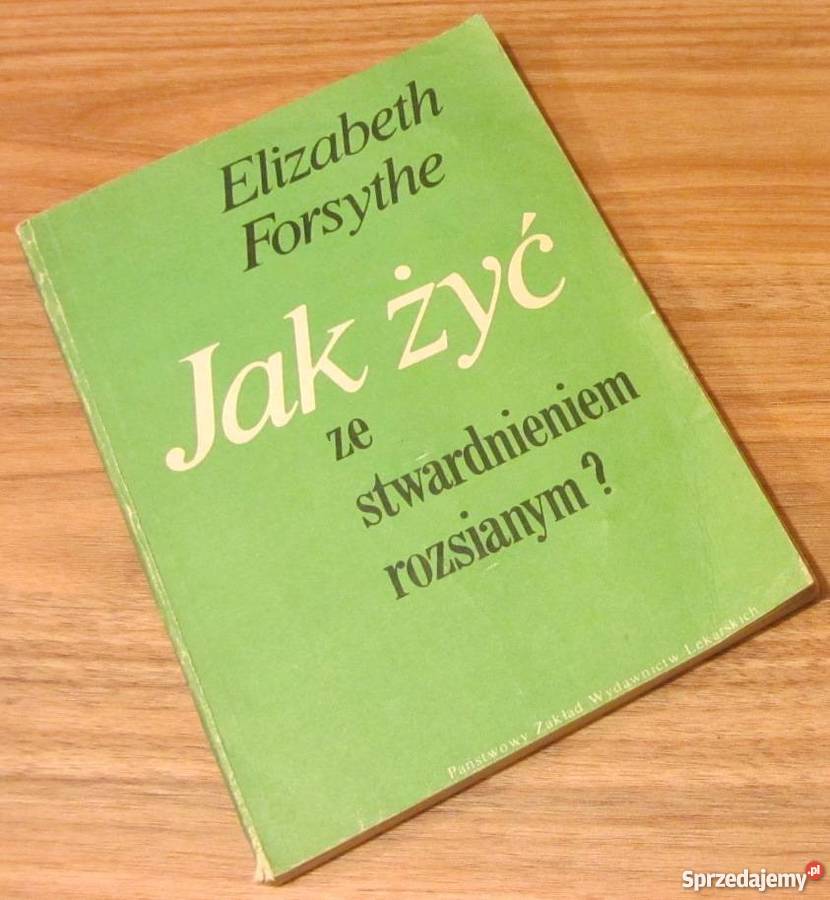 Elizabeth
Forsythe
Jak żyć
ze
stwardnieniem
rozsianym?
Państwowy Zakład Wydawnictw Lekarskich
Sprzedajemy.pl